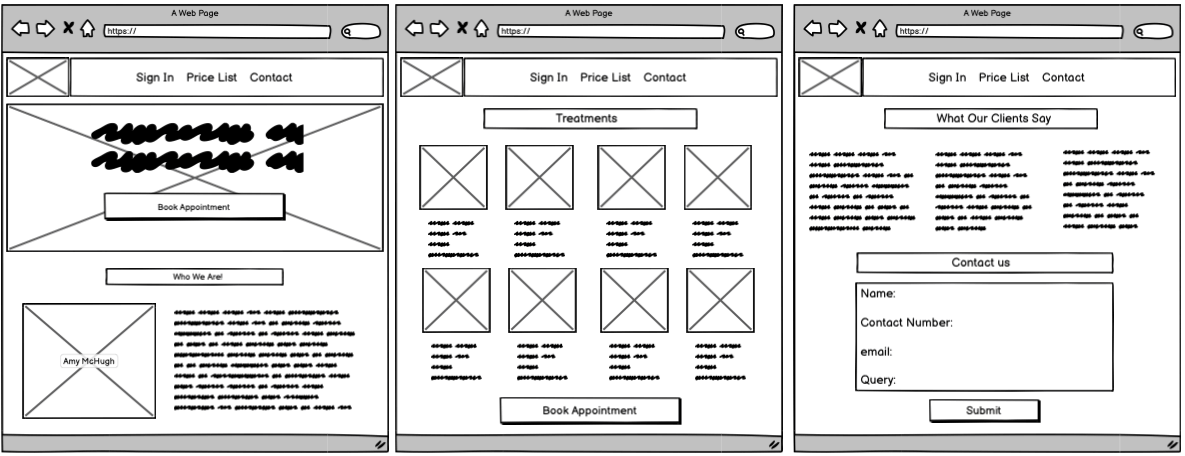 A Web Page
https://
Sign In Price List Contact
Book Appointment
Who We Are!
Amy McHugh
A Web Page
https://
Sign In Price List Contact
Treatments
Book Appointment
A Web Page
https://
Sign In Price List Contact
What Our Clients Say
Contact us
Name:
Contact Number:
email:
Query:
Submit